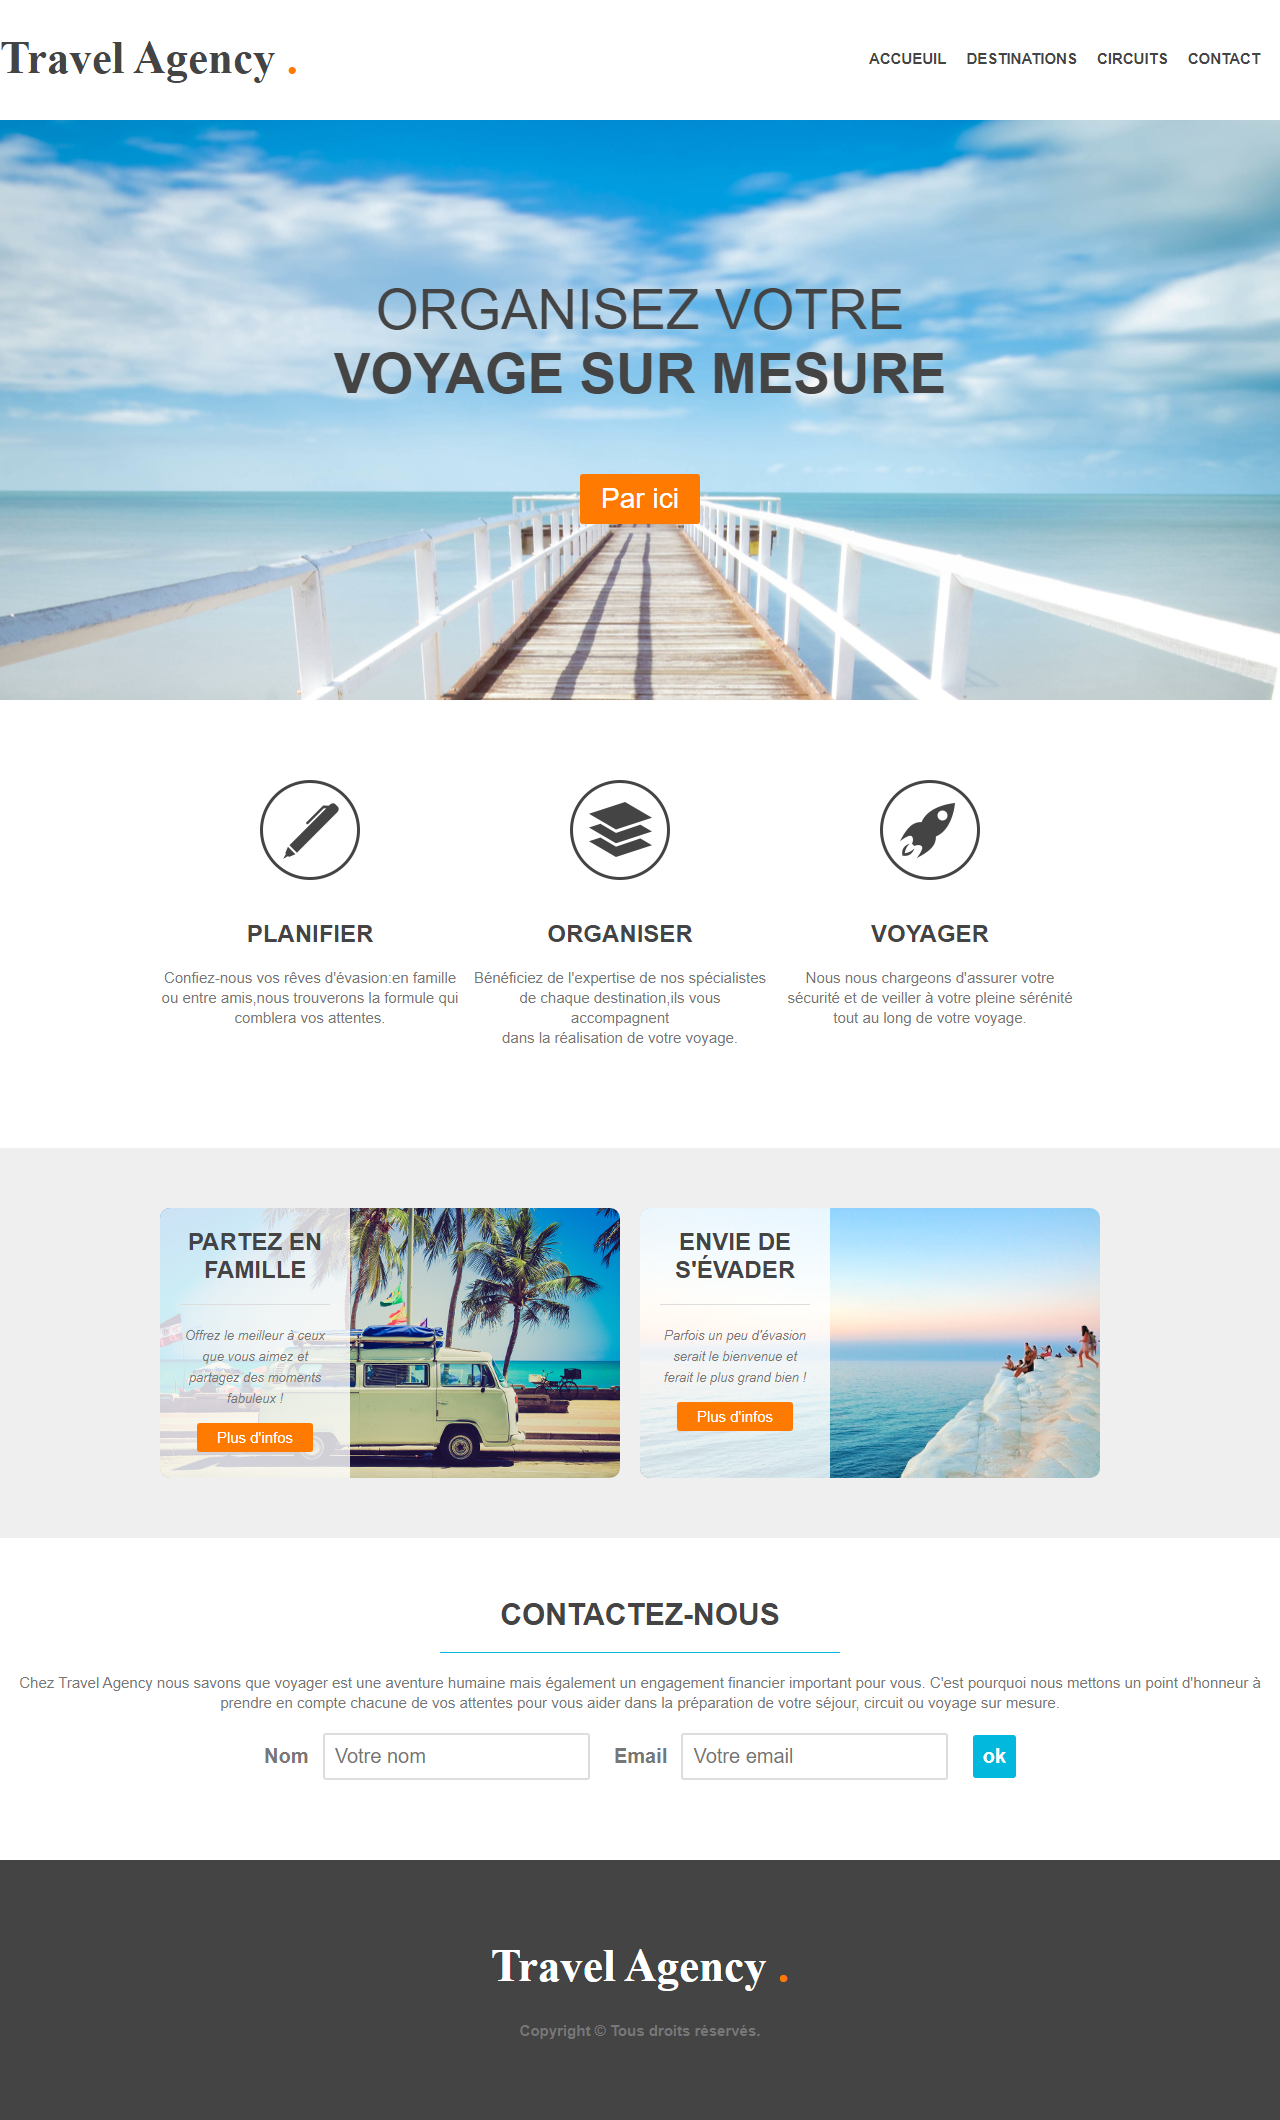 Travel Agency .
ACCUEUIL DESTINATIONS CIRCUITS CONTACT
ORGANISEZ VOTRE
VOYAGE SUR MESURE
Par ici
PLANIFIER
Confiez-nous vos rêves d'évasion:en famille
ou entre amis,nous trouverons la formule qui
comblera vos attentes.
ORGANISER
Bénéficiez de l'expertise de nos spécialistes
de chaque destination,ils vous
accompagnent
dans la réalisation de votre voyage.
VOYAGER
Nous nous chargeons d'assurer votre
sécurité et de veiller à votre pleine sérénité
tout au long de votre voyage.
PARTEZ EN
FAMILLE
Offrez le meilleur à ceux
que vous aimez et
partagez des moments
fabuleux !
Plus d'infos
ENVIE DE
S'ÉVADER
Parfois un peu d'évasion
serait le bienvenue et
ferait le plus grand bien !
Plus d'infos
CONTACTEZ-NOUS
Chez Travel Agency nous savons que voyager est une aventure humaine mais également un engagement financier important pour vous. C'est pourquoi nous mettons un point d'honneur à
prendre en compte chacune de vos attentes pour vous aider dans la préparation de votre séjour, circuit ou voyage sur mesure.
Nom Votre nom Email Votre email ok
Travel Agency .
Copyright © Tous droits réservés.